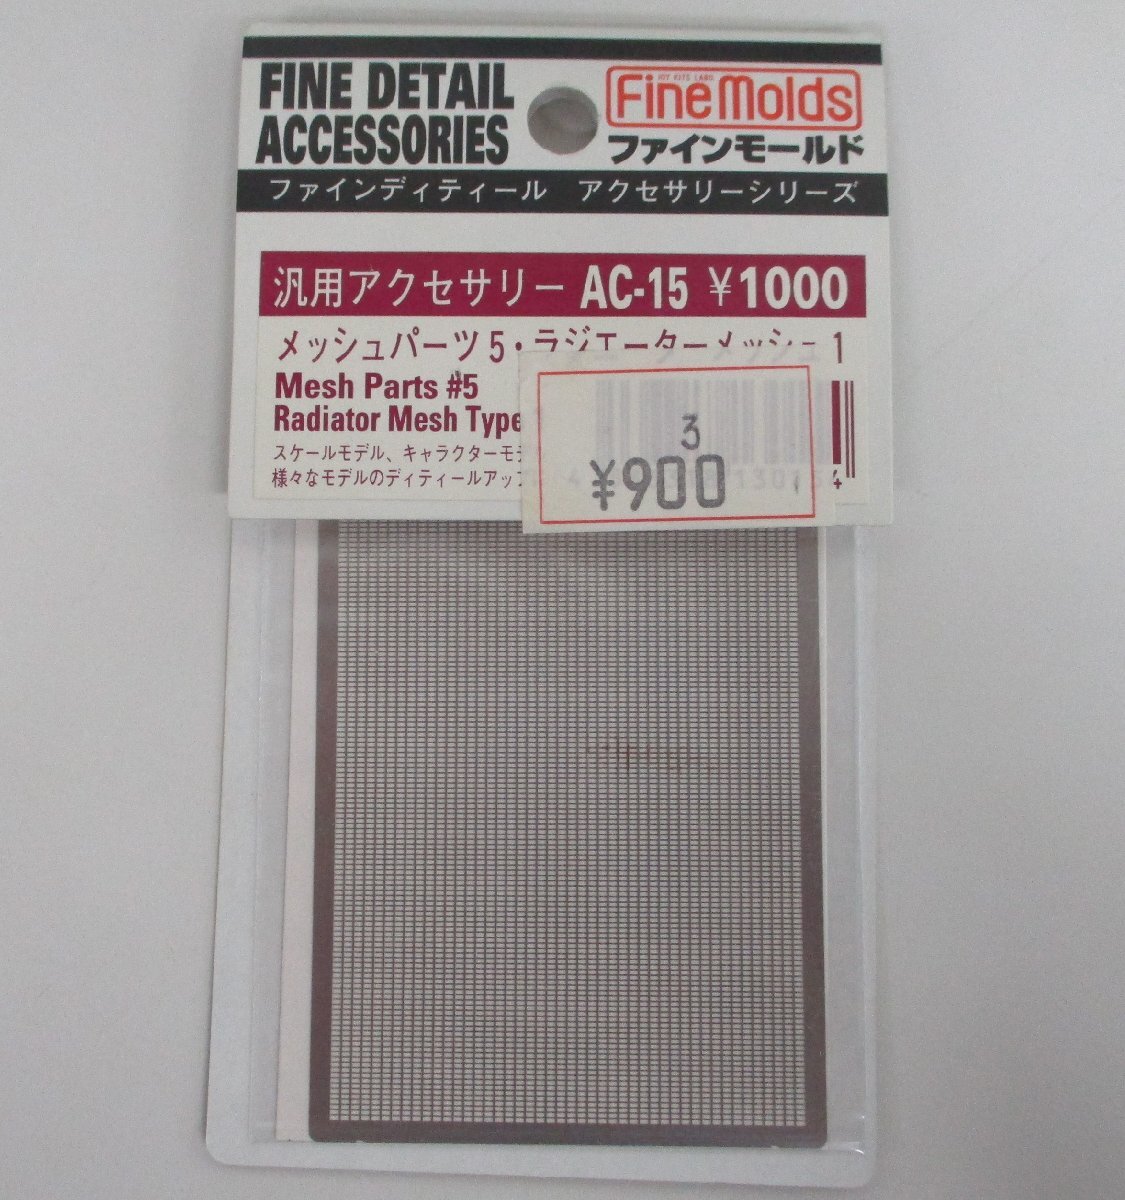 FINE DETAIL
ACCESSORIES
JOY KITS LABO.
FineMolds
ファインモールド
ファインディティール アクセサリーシリーズ
汎用アクセサリー AC-15 ¥1000
メッシュパーツ5・ラジエーターメッシュ1
Mesh Parts #5
Radiator Mesh Type
スケールモデル、キャラクターモデ
様々なモデルのディティールアップ
3
¥900